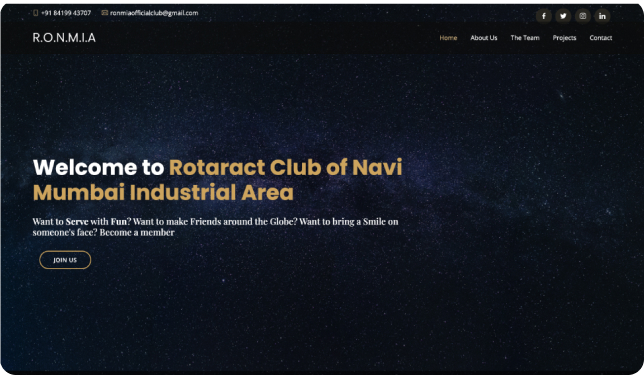 +91 84199 43707 ronmiaofficialclub@gmail.com
R.O.N.M.I.A
Home About Us The Team Projects Contact
Welcome to Rotaract Club of Navi
Mumbai Industrial Area
Want to Serve with Fun? Want to make Friends around the Globe? Want to bring a Smile on
someone's face? Become a member
JOIN US